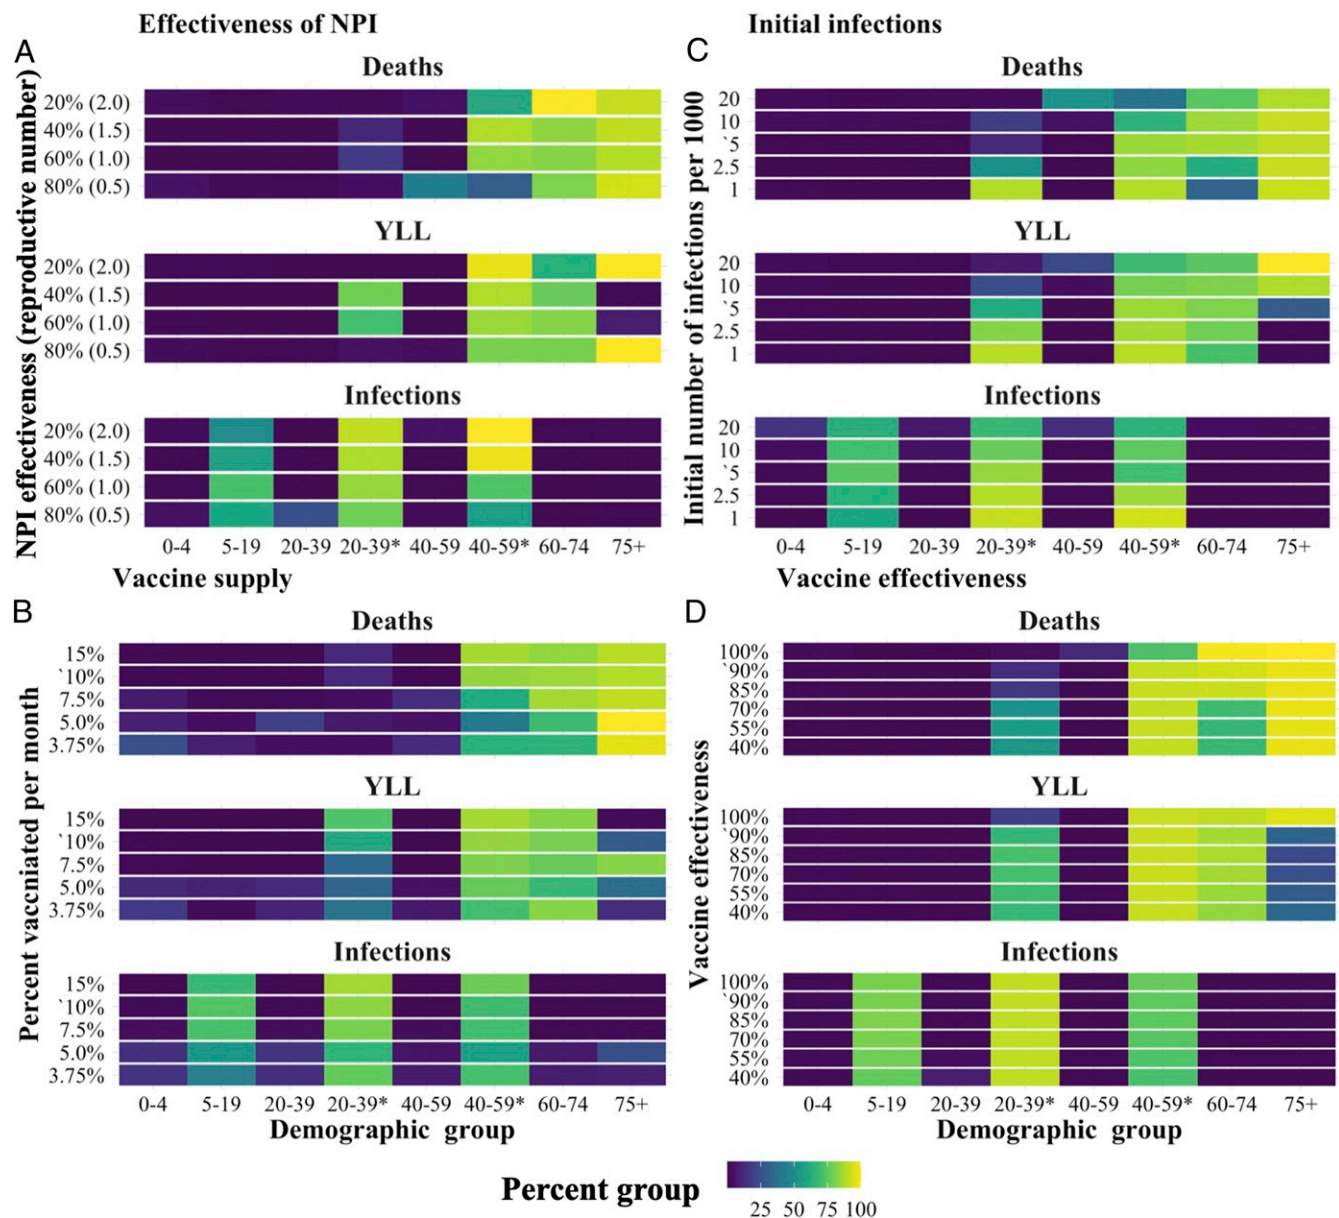 Effectiveness of NPI
A
Deaths
NPI effectiveness (reproductive number)
20% (2.0)
40% (1.5)
60% (1.0)
80% (0.5)
YLL
20% (2.0)
40% (1.5)
60% (1.0)
80% (0.5)
Infections
20% (2.0)
40% (1.5)
60% (1.0)
80% (0.5)
0-4 5-19 20-39 20-39* 40-59 40-59* 60-74 75+
Initial infections
C
Deaths
Initial number of infections per 1000
20
10
`5
2.5
1
YLL
20
10
`5
2.5
1
Infections
20
10
`5
2.5
1
0-4 5-19 20-39 20-39* 40-59 40-59* 60-74 75+
Vaccine supply
B
Deaths
Percent vaccniated per month
15%
`10%
7.5%
5.0%
3.75%
YLL
15%
`10%
7.5%
5.0%
3.75%
Infections
15%
`10%
7.5%
5.0%
3.75%
0-4 5-19 20-39 20-39* 40-59 40-59* 60-74 75+
Demographic group
Vaccine effectiveness
D
Deaths
Vaccine effectiveness
100%
`90%
85%
70%
55%
40%
YLL
100%
`90%
85%
70%
55%
40%
Infections
100%
`90%
85%
70%
55%
40%
0-4 5-19 20-39 20-39* 40-59 40-59* 60-74 75+
Demographic group
Percent group
25 50 75 100